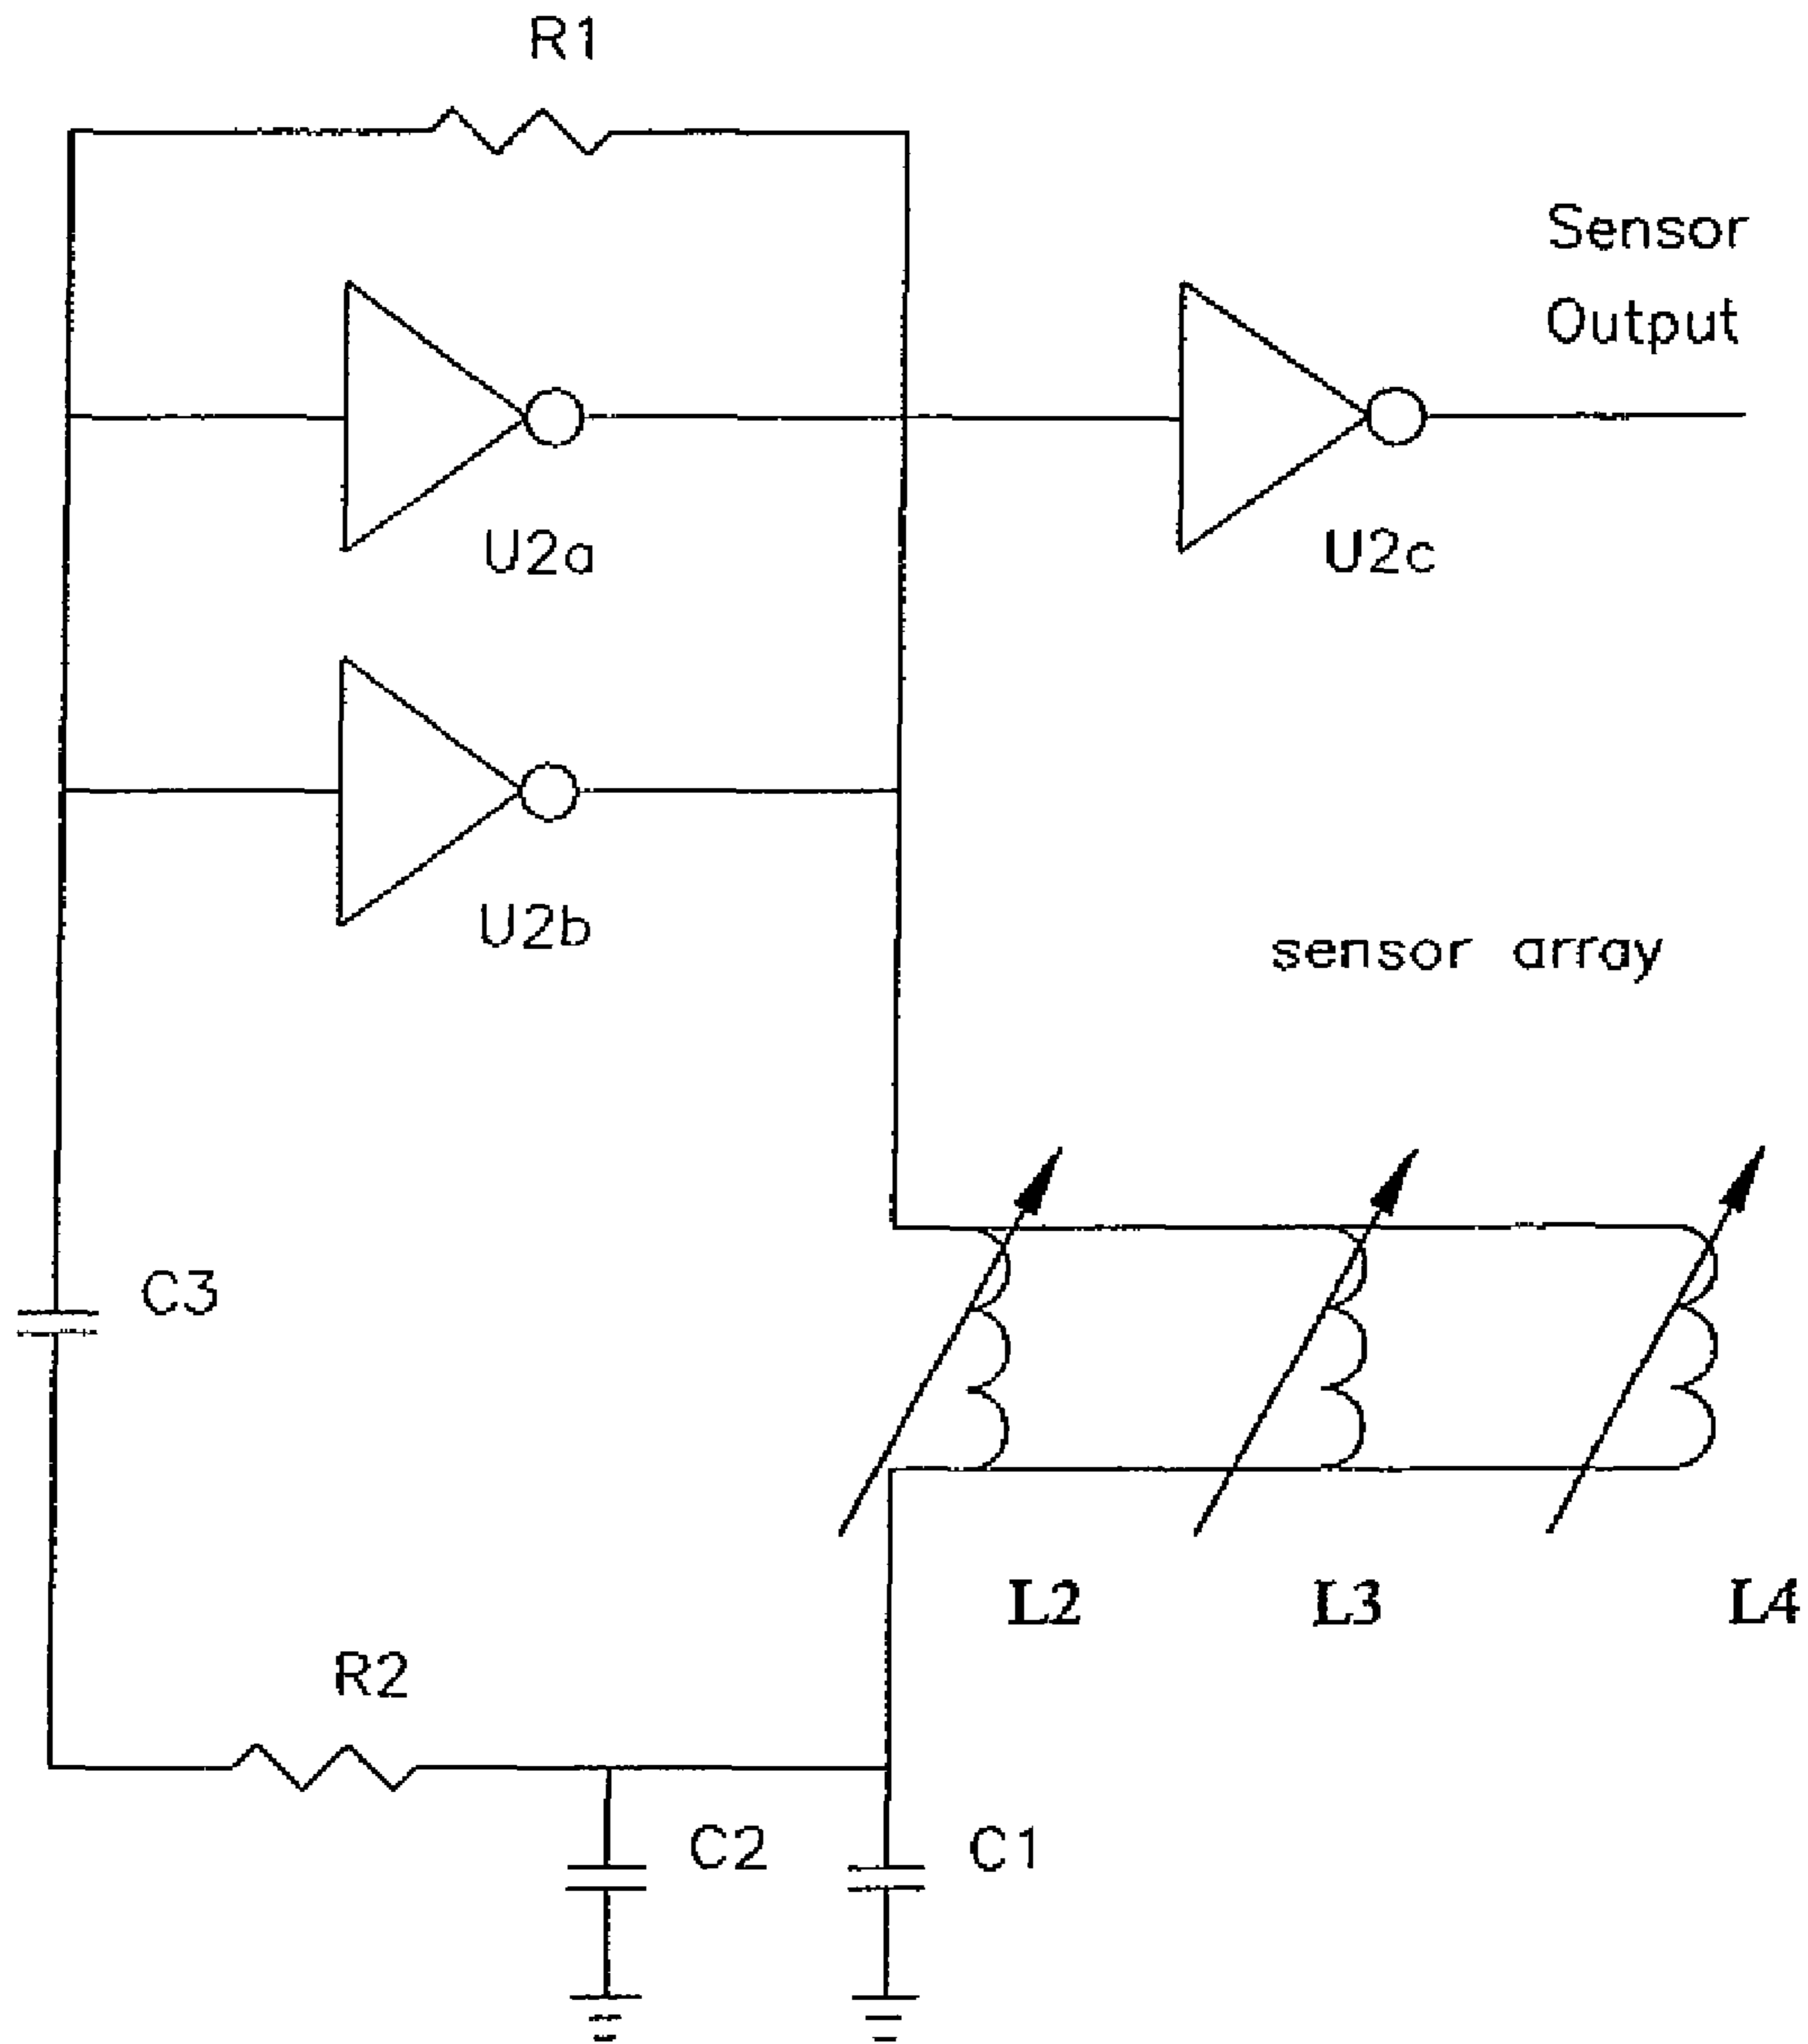 R1
Sensor
Output
U2a
U2c
U2b
sensor array
C3
L2
L3
L4
R2
C2
C1